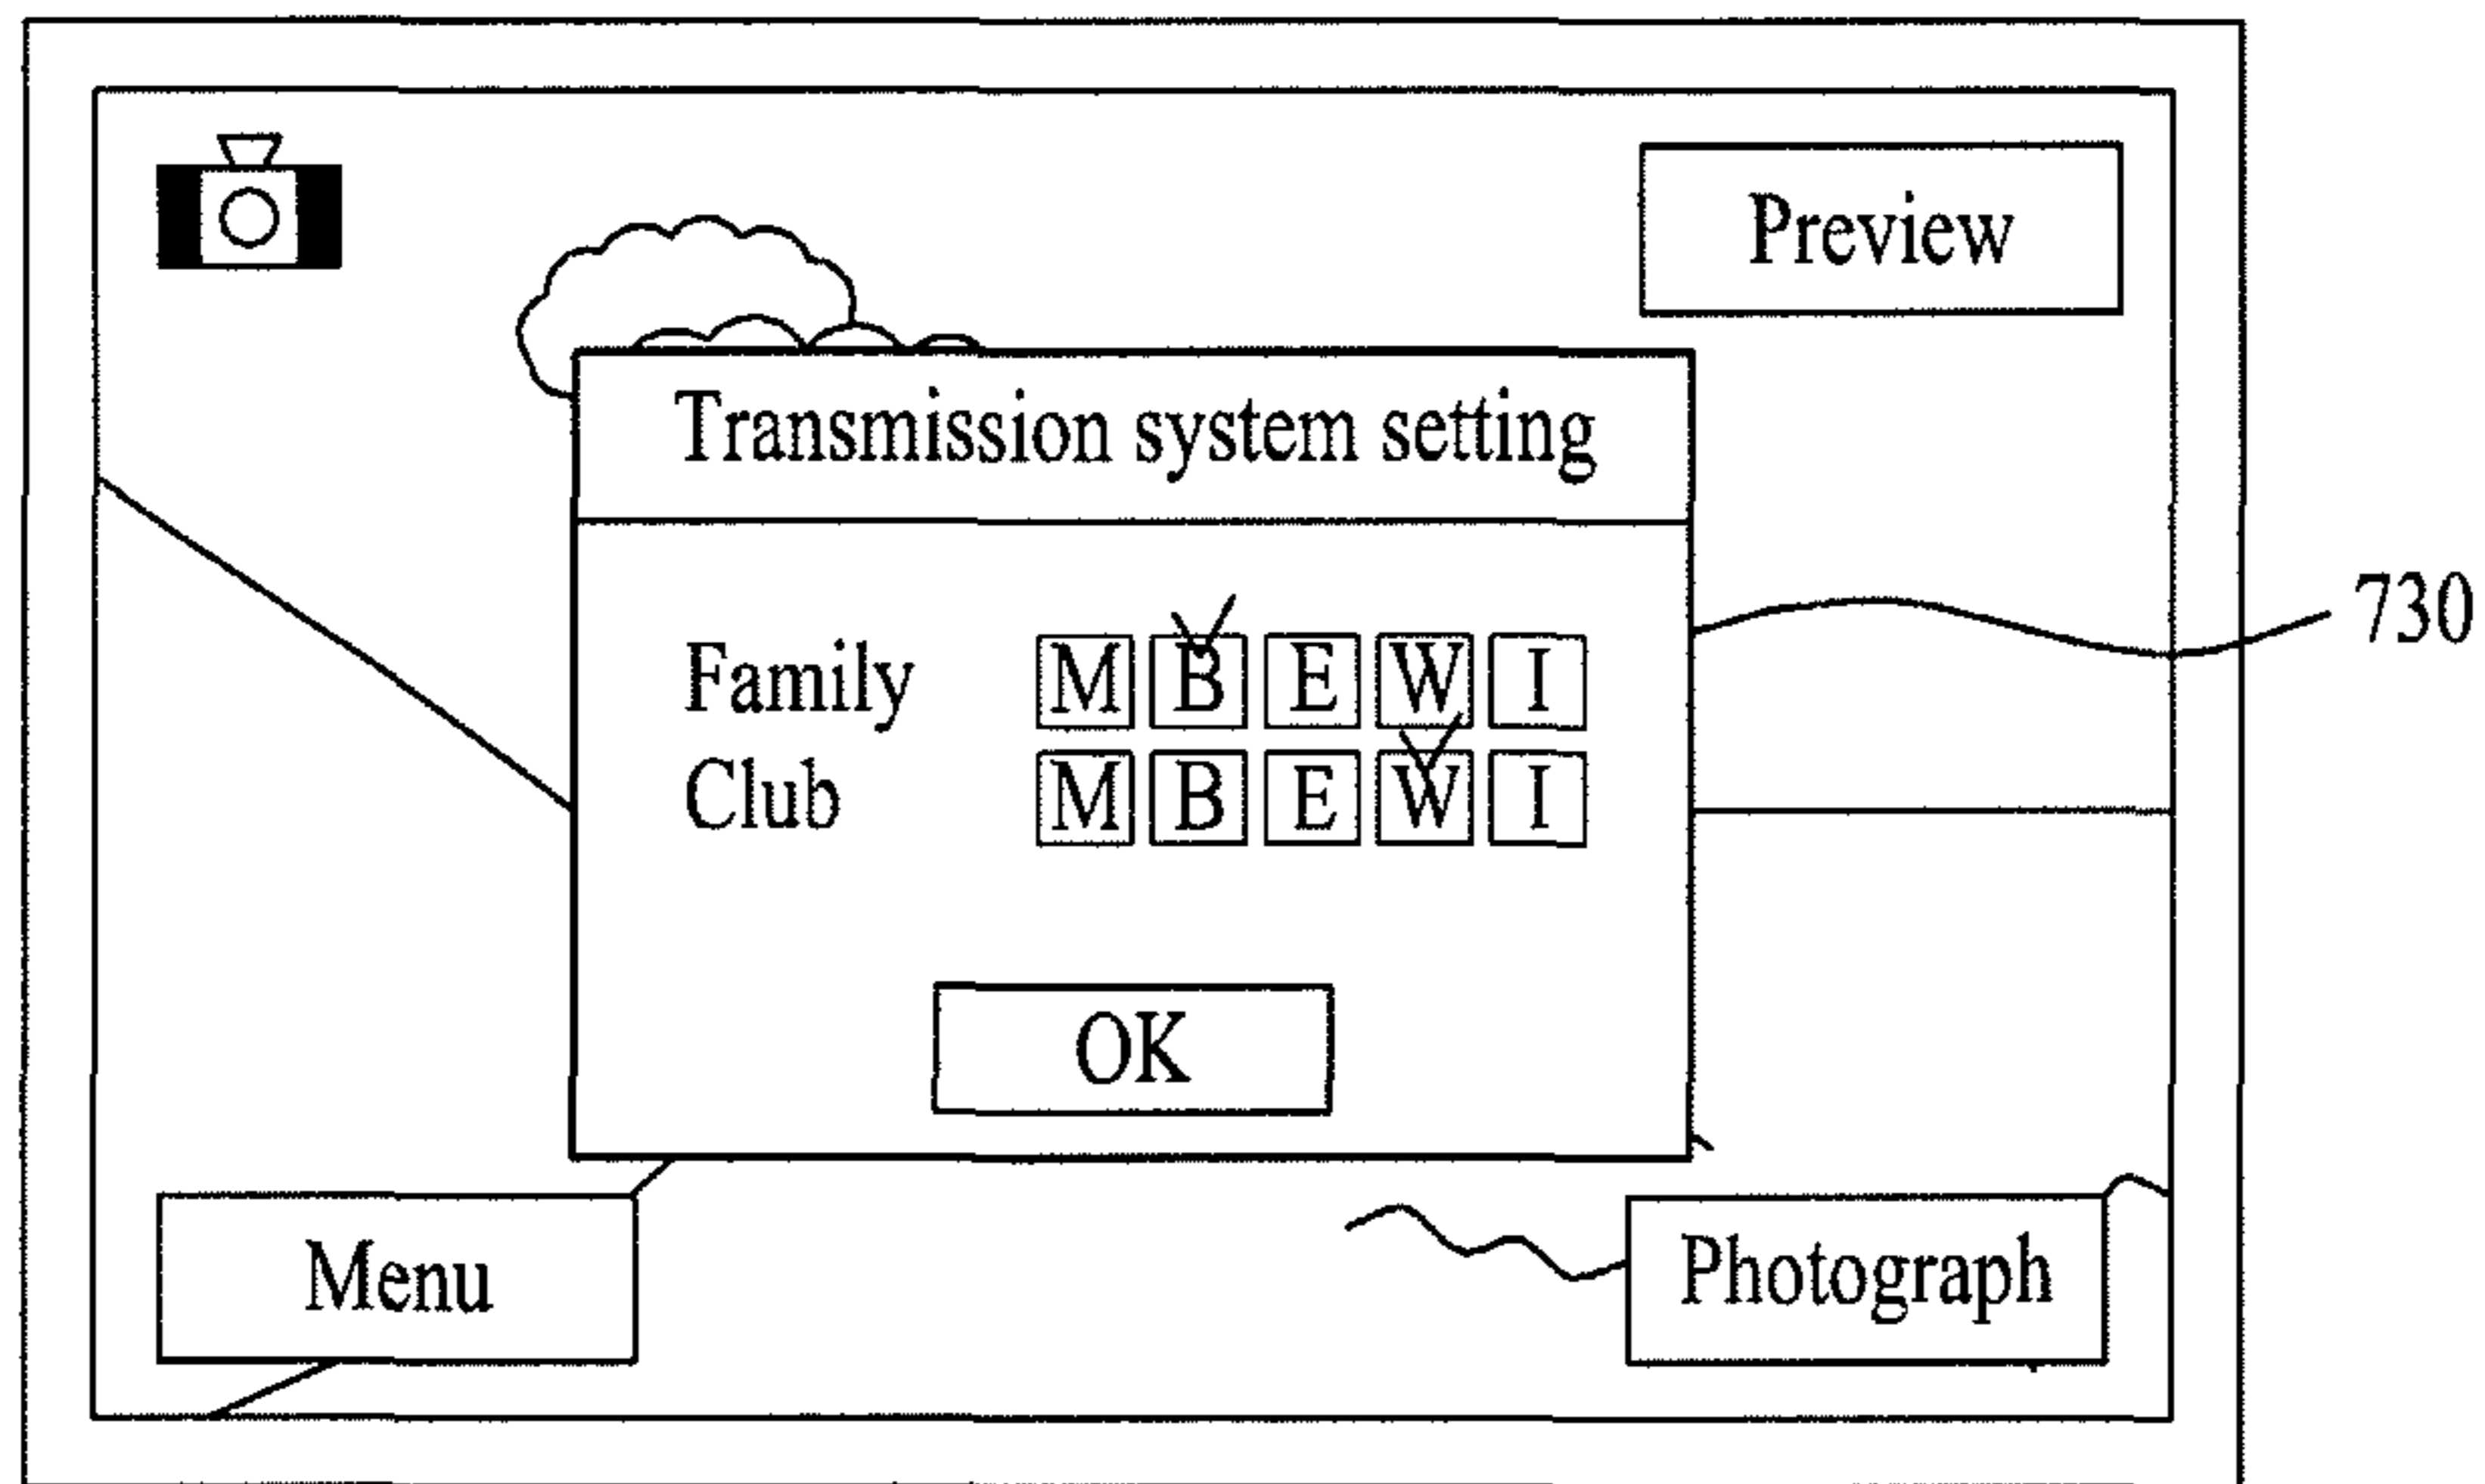 Preview
Transmission system setting
730
Family M B E W I
Club M B E W I
OK
Menu
Photograph